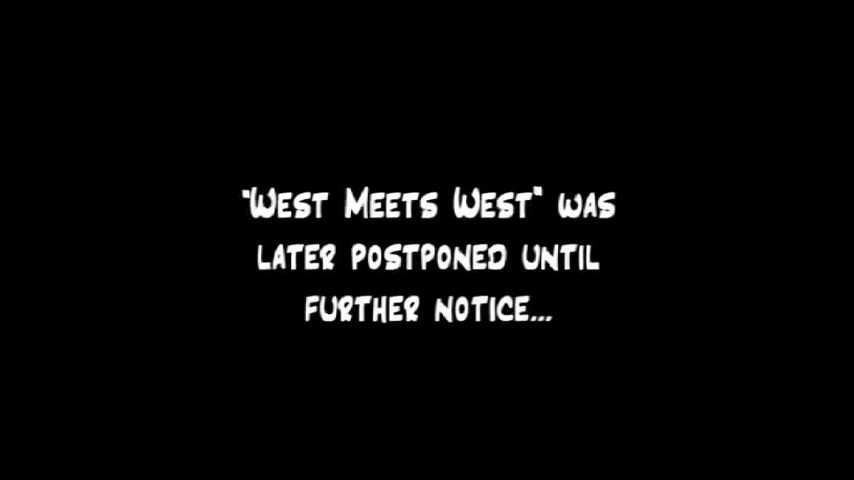 "West Meets West" was
later postponed until
further notice...